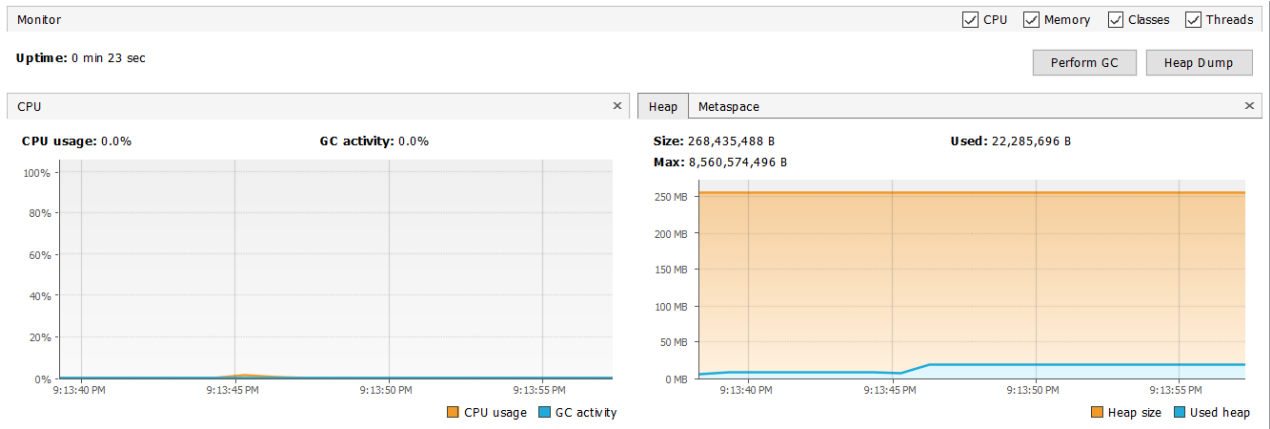 Monitor
CPU Memory Classes Threads
Uptime: 0 min 23 sec
Perform GC Heap Dump
CPU ×
CPU usage: 0.0% GC activity: 0.0%
100%
80%
60%
40%
20%
0%
9:13:40 PM 9:13:45 PM 9:13:50 PM 9:13:55 PM
CPU usage GC activity
Heap Metaspace ×
Size: 268,435,488 B Used: 22,285,696 B
Max: 8,560,574,496 B
250 MB
200 MB
150 MB
100 MB
50 MB
0 MB
9:13:40 PM 9:13:45 PM 9:13:50 PM 9:13:55 PM
Heap size Used heap